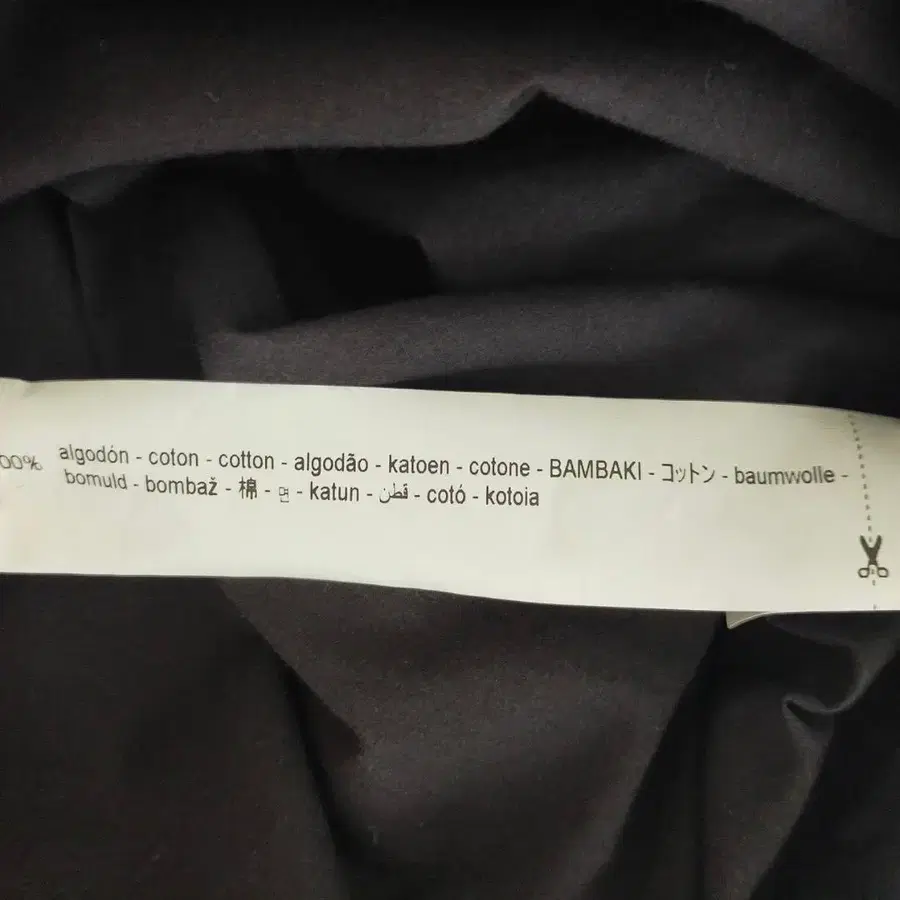 00% algodón - coton - cotton - algodão - katoen - cotone - BAMBAKI - コットン - baumwolle -
bomuld - bombaž - 棉 - 면 - katun - قطن - cotó - kotoia